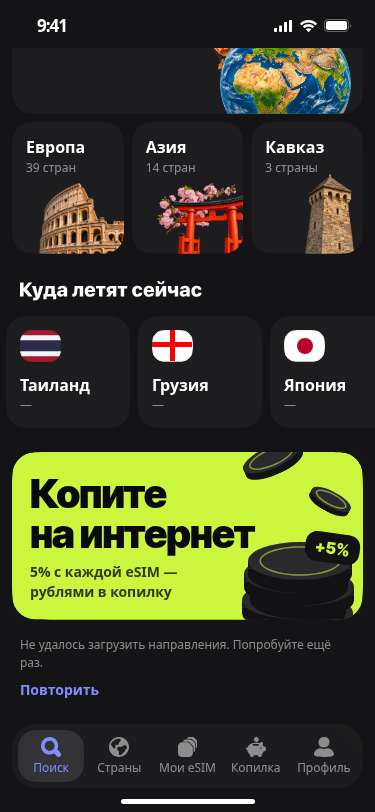 9:41
Европа
39 стран
Азия
14 стран
Кавказ
3 страны
Куда летят сейчас
Таиланд
—
Грузия
—
Япония
—
Копите
на интернет
5% с каждой eSIM —
рублями в копилку
+5%
Не удалось загрузить направления. Попробуйте ещё
раз.
Повторить
Поиск
Страны
Мои eSIM
Копилка
Профиль